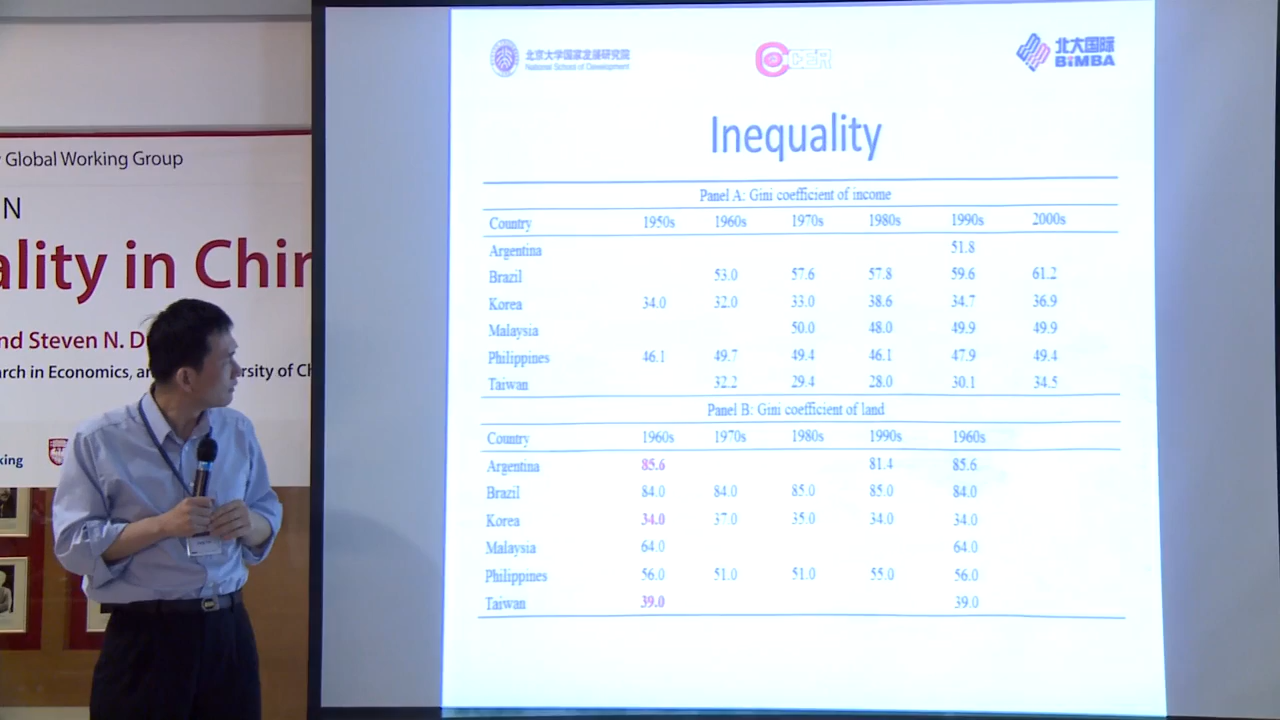 Global Working Group
N
ality in Chin
nd Steven N. D
rch in Economics, an
rsity of Ch
king
北京大学国家发展研究院
National School of Development
CCER
北大国际
BiMBA
Inequality
Panel A: Gini coefficient of income
Country 1950s 1960s 1970s 1980s 1990s 2000s
Argentina 51.8
Brazil 53.0 57.6 57.8 59.6 61.2
Korea 34.0 32.0 33.0 38.6 34.7 36.9
Malaysia 50.0 48.0 49.9 49.9
Philippines 46.1 49.7 49.4 46.1 47.9 49.4
Taiwan 32.2 29.4 28.0 30.1 34.5
Panel B: Gini coefficient of land
Country 1960s 1970s 1980s 1990s 1960s
Argentina 85.6 81.4 85.6
Brazil 84.0 84.0 85.0 85.0 84.0
Korea 34.0 37.0 35.0 34.0 34.0
Malaysia 64.0 64.0
Philippines 56.0 51.0 51.0 55.0 56.0
Taiwan 39.0 39.0